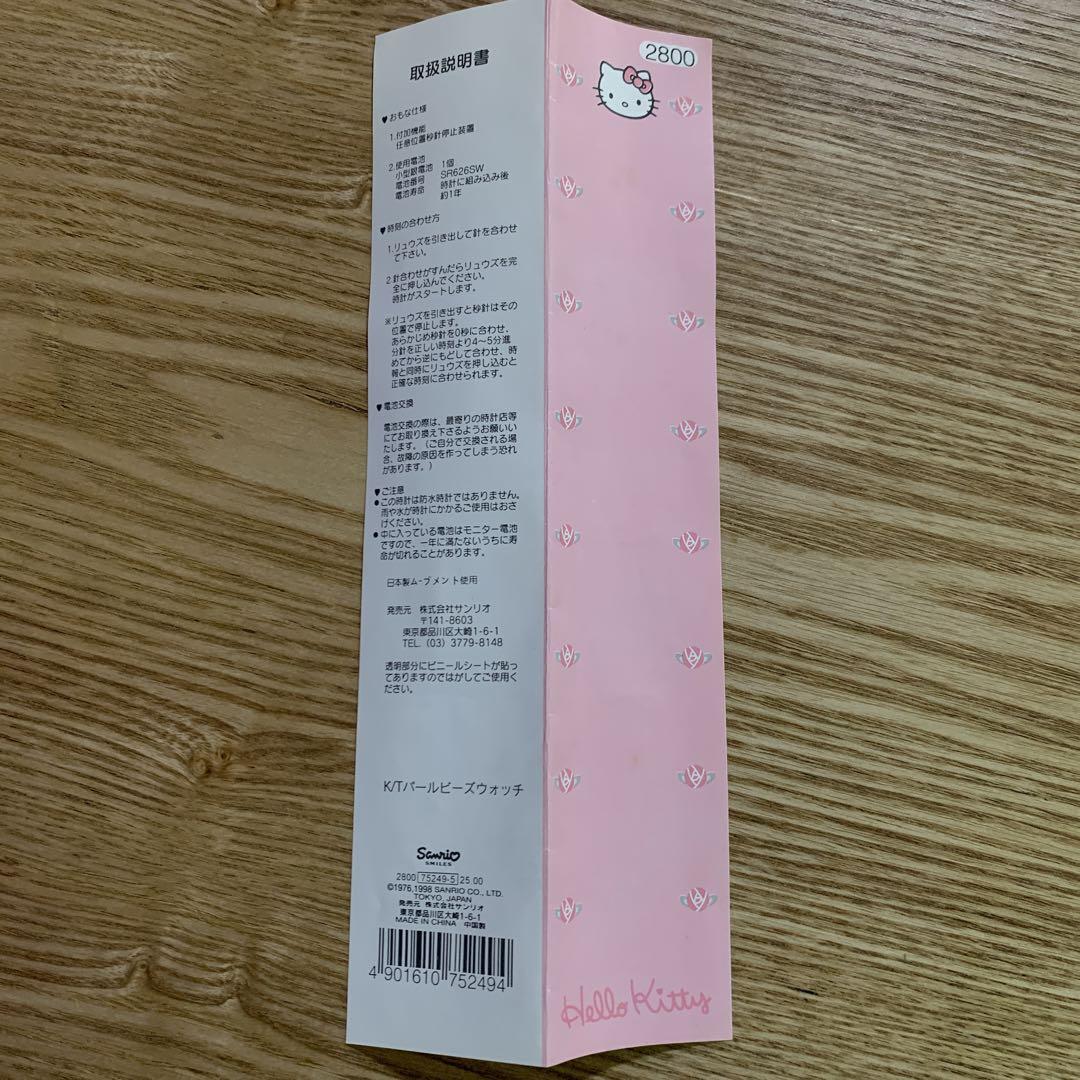 取扱説明書
♥おもな仕様
1.付加機能
任意位置秒針停止装置
2.使用電池
小型銀電池 1個
電池番号 SR626SW
電池寿命 時計に組み込み後
約1年
♥時刻の合わせ方
1.リュウズを引き出して針を合わせ
て下さい。
2.針合わせがすんだらリュウズを完
全に押し込んでください。
時計がスタートします。
※リュウズを引き出すと秒針はその
位置で停止します。
あらかじめ秒針を0秒に合わせ、
分針を正しい時刻より4〜5分進
めてから逆にもどして合わせ、時
報と同時にリュウズを押し込むと
正確な時刻に合わせられます。
♥電池交換
電池交換の際は、最寄りの時計店等
にてお取り換え下さるようお願いい
たします。(ご自分で交換される場
合、故障の原因を作ってしまう恐れ
があります。)
♥ご注意
●この時計は防水時計ではありません。
雨や水が時計にかかるご使用はおさ
けください。
●中に入っている電池はモニター電池
ですので、一年に満たないうちに寿
命が切れることがあります。
日本製ムーブメント使用
発売元 株式会社サンリオ
〒141-8603
東京都品川区大崎1-6-1
TEL. (03) 3779-8148
透明部分にビニールシートが貼っ
てありますのではがしてご使用く
ださい。
K/Tパールビーズウォッチ
Sanrio
SMILES
2800 75249-5 25 00
©1976,1998 SANRIO CO., LTD.
TOKYO, JAPAN
発売元 株式会社サンリオ
東京都品川区大崎1-6-1
MADE IN CHINA 中国製
4 901610 752494
2800
Hello Kitty